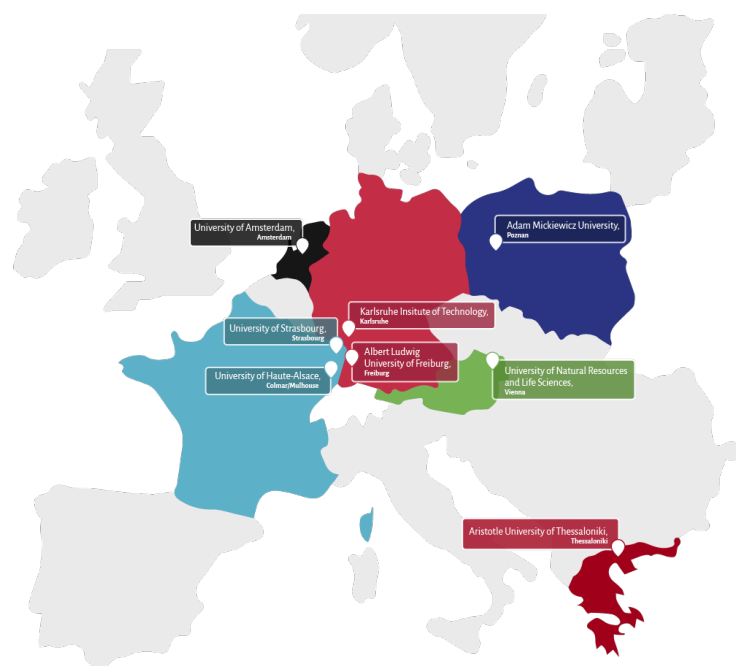 University of Amsterdam,
Amsterdam
Adam Mickiewicz University,
Poznan
Karlsruhe Insitute of Technology,
Karlsruhe
University of Strasbourg,
Strasbourg
Albert Ludwig
University of Freiburg,
Freiburg
University of Haute-Alsace,
Colmar/Mulhouse
University of Natural Resources
and Life Sciences,
Vienna
Aristotle University of Thessaloniki,
Thessaloniki